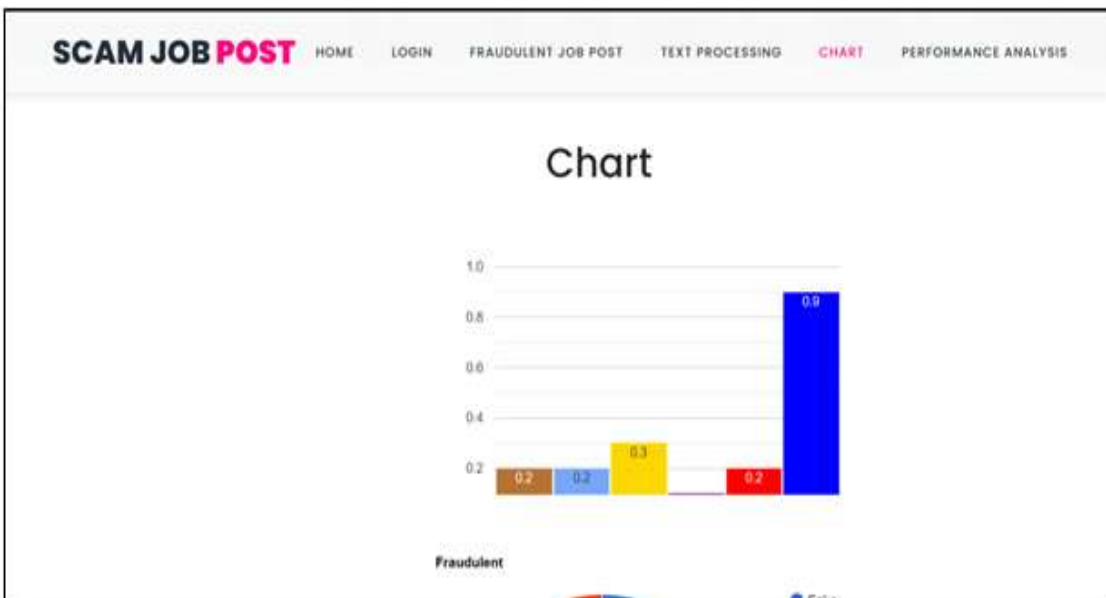 SCAM JOB POST HOME LOGIN FRAUDULENT JOB POST TEXT PROCESSING CHART PERFORMANCE ANALYSIS
Chart
1.0
0.9
0.8
0.6
0.4
0.3
0.2 0.2 0.2 0.2
Fraudulent